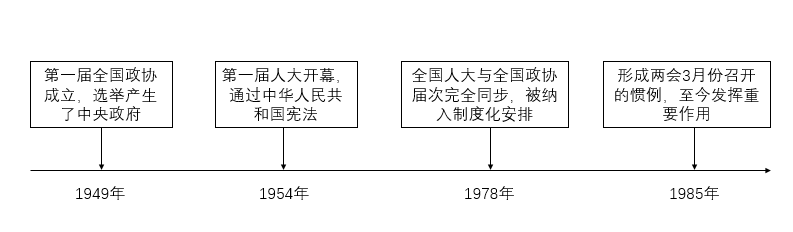 第一届全国政协
成立，选举产生
了中央政府
第一届人大开幕，
通过中华人民共
和国宪法
全国人大与全国政协
届次完全同步，被纳
入制度化安排
形成两会3月份召开
的惯例，至今发挥重
要作用
1949年
1954年
1978年
1985年